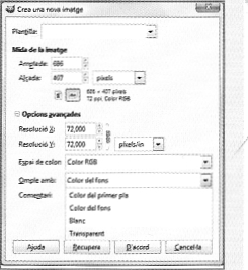 Crea una nova imatge
Plantilla:
Mida de la imatge
Amplada: 686
Alçada: 407 píxels
686 × 407 píxels
72 ppi, Color RGB
Opcions avançades
Resolució X: 72,000
Resolució Y: 72,000 píxels/in
Espai de color: Color RGB
Omple amb: Color del fons
Comentari: Color del primer pla
Color del fons
Blanc
Transparent
Ajuda Recupera D'acord Cancel·la